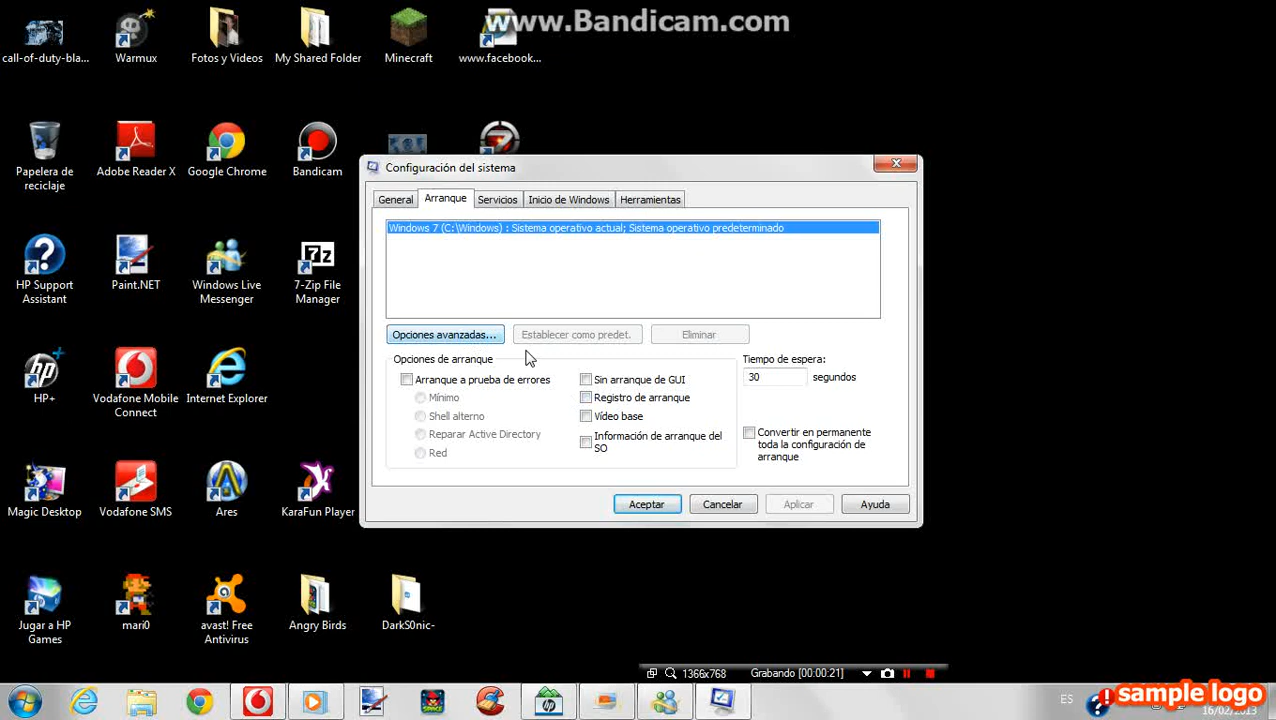 www.Bandicam.com
call-of-duty-bla...
Warmux
Fotos y Videos
My Shared Folder
Minecraft
www.facebook...
Papelera de
reciclaje
Adobe Reader X
Google Chrome
Bandicam
HP Support
Assistant
Paint.NET
Windows Live
Messenger
7-Zip File
Manager
HP+
Vodafone Mobile
Connect
Internet Explorer
Magic Desktop
Vodafone SMS
Ares
KaraFun Player
Jugar a HP
Games
mari0
avast! Free
Antivirus
Angry Birds
DarkS0nic-
Configuración del sistema
General
Arranque
Servicios
Inicio de Windows
Herramientas
Windows 7 (C:\Windows) : Sistema operativo actual; Sistema operativo predeterminado
Opciones avanzadas...
Establecer como predet.
Eliminar
Opciones de arranque
Arranque a prueba de errores
Mínimo
Shell alterno
Reparar Active Directory
Red
Sin arranque de GUI
Registro de arranque
Vídeo base
Información de arranque del
SO
Tiempo de espera:
30 segundos
Convertir en permanente
toda la configuración de
arranque
Aceptar
Cancelar
Aplicar
Ayuda
1366x768
Grabando [00:00:21]
ES
sample logo
16/02/2013